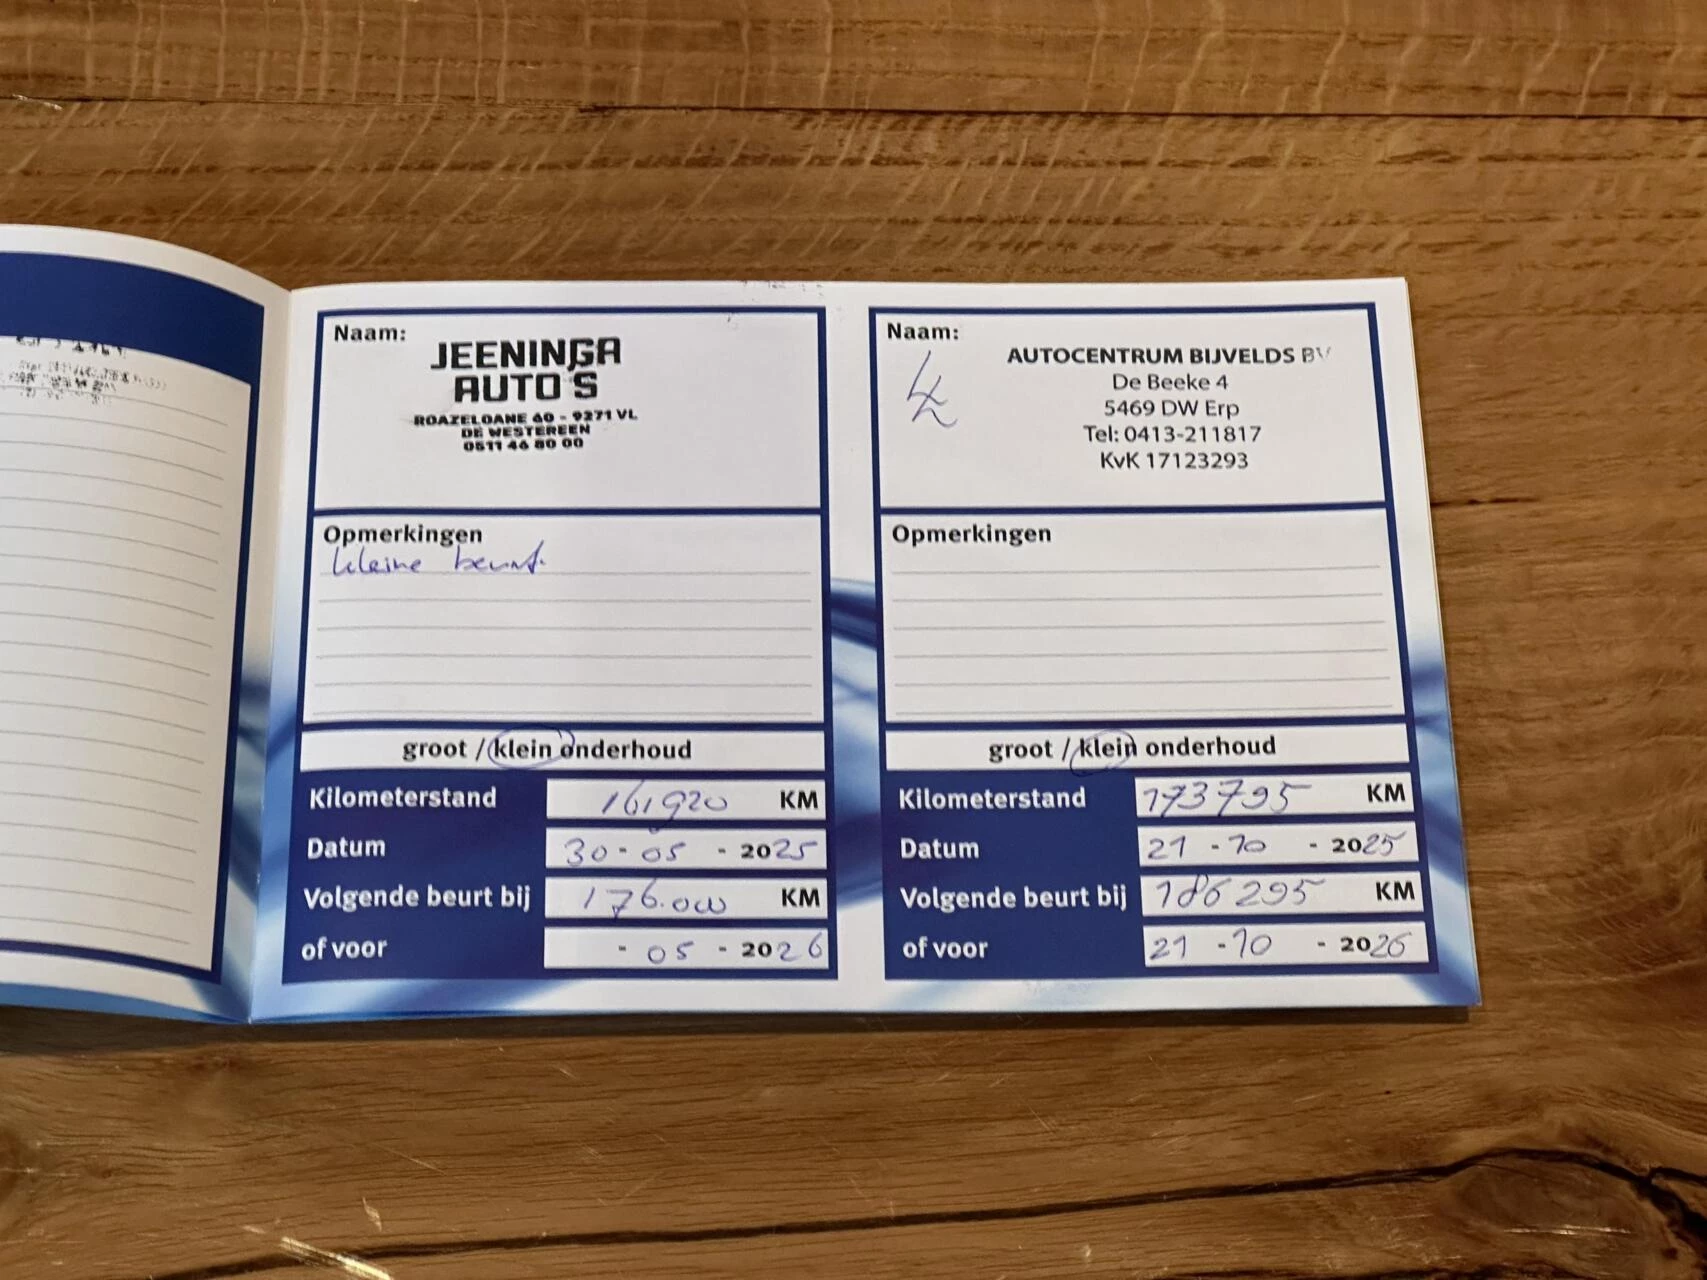 Naam:
JEENINGA
AUTO'S
ROAZELOANE 60 - 9271 VL
DE WESTEREEN
0511 46 80 00
Opmerkingen
kleine beurt.
groot / klein onderhoud
Kilometerstand 161920 KM
Datum 30 - 05 - 2025
Volgende beurt bij 176.000 KM
of voor - 05 - 2026
Naam:
AUTOCENTRUM BIJVELDS BV
De Beeke 4
5469 DW Erp
Tel: 0413-211817
KvK 17123293
Opmerkingen
groot / klein onderhoud
Kilometerstand 173795 KM
Datum 21 - 10 - 2025
Volgende beurt bij 186295 KM
of voor 21 - 10 - 2026